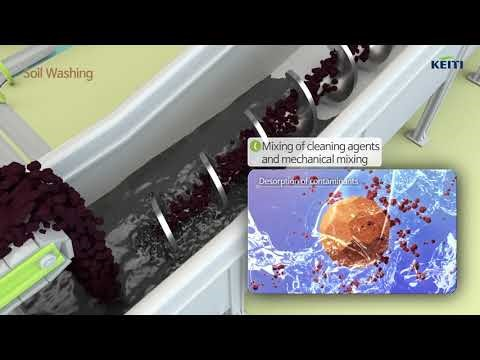 Soil Washing
KEITI
Mixing of cleaning agents
and mechanical mixing
Desorption of contaminants